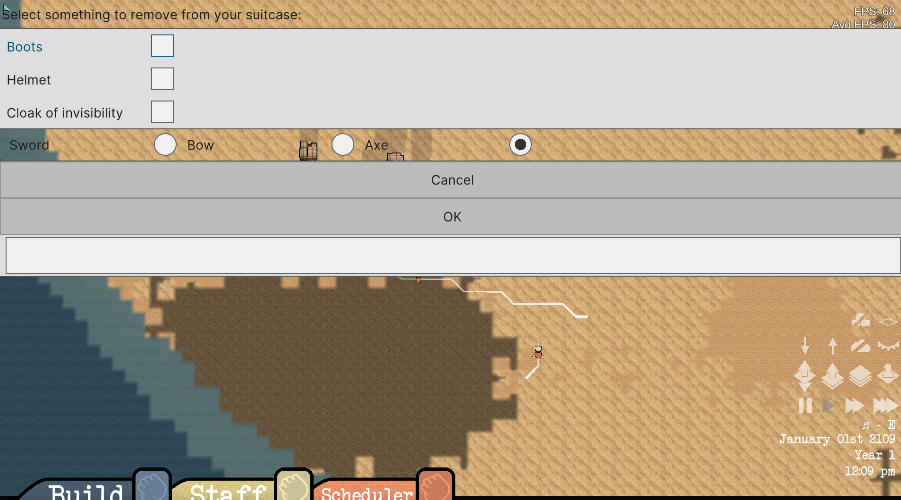 Select something to remove from your suitcase:
FPS: 68
Avg FPS: 80
Boots
Helmet
Cloak of invisibility
Sword Bow Axe
Cancel
OK
♫ - E
January 01st 2109
Year 1
12:09 pm
Build Staff Scheduler